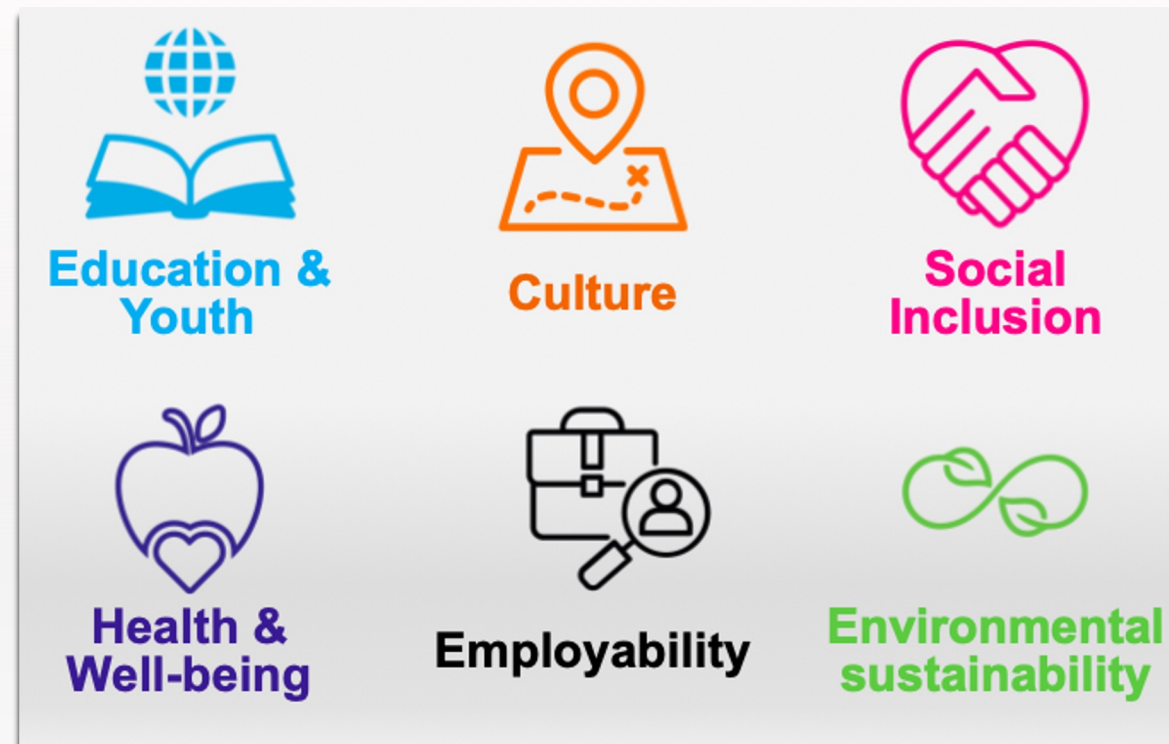 Education &
Youth
Culture
Social
Inclusion
Health &
Well-being
Employability
Environmental
sustainability